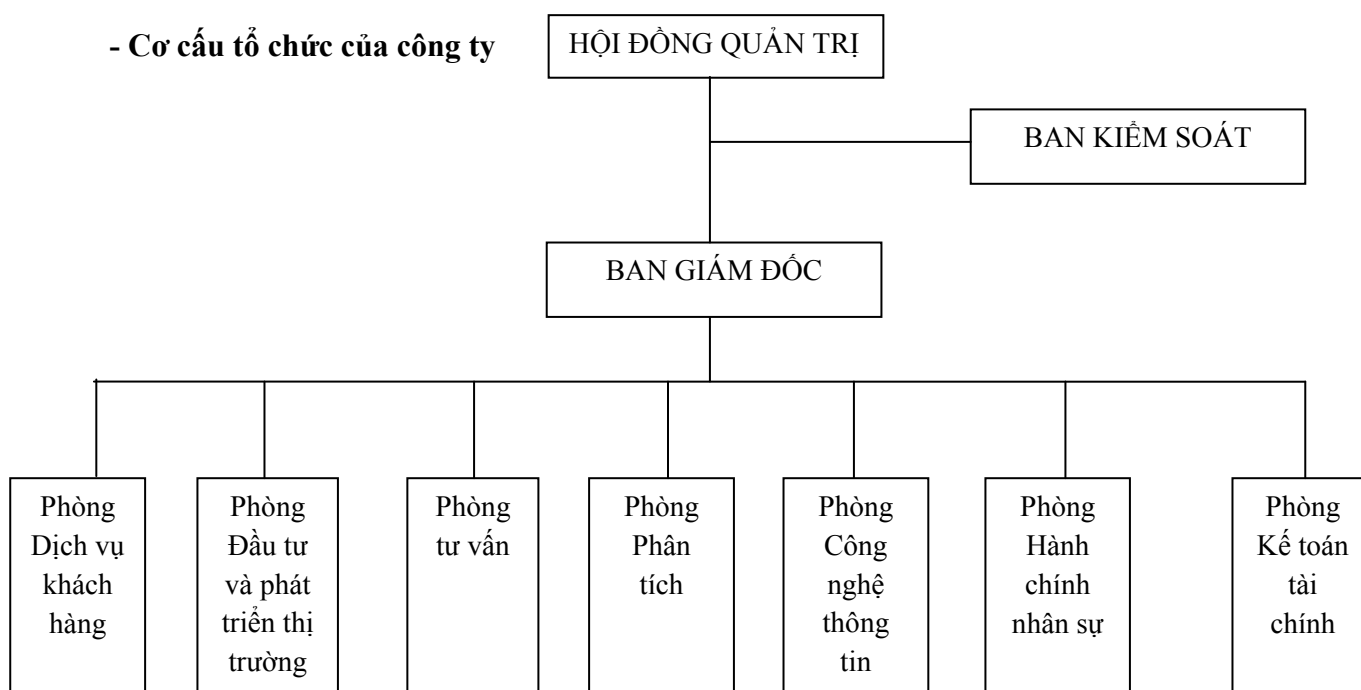 - Cơ cấu tổ chức của công ty
HỘI ĐỒNG QUẢN TRỊ
BAN KIỂM SOÁT
BAN GIÁM ĐỐC
Phòng
Dịch vụ
khách
hàng
Phòng
Đầu tư
và phát
triển thị
trường
Phòng
tư vấn
Phòng
Phân
tích
Phòng
Công
nghệ
thông
tin
Phòng
Hành
chính
nhân sự
Phòng
Kế toán
tài
chính